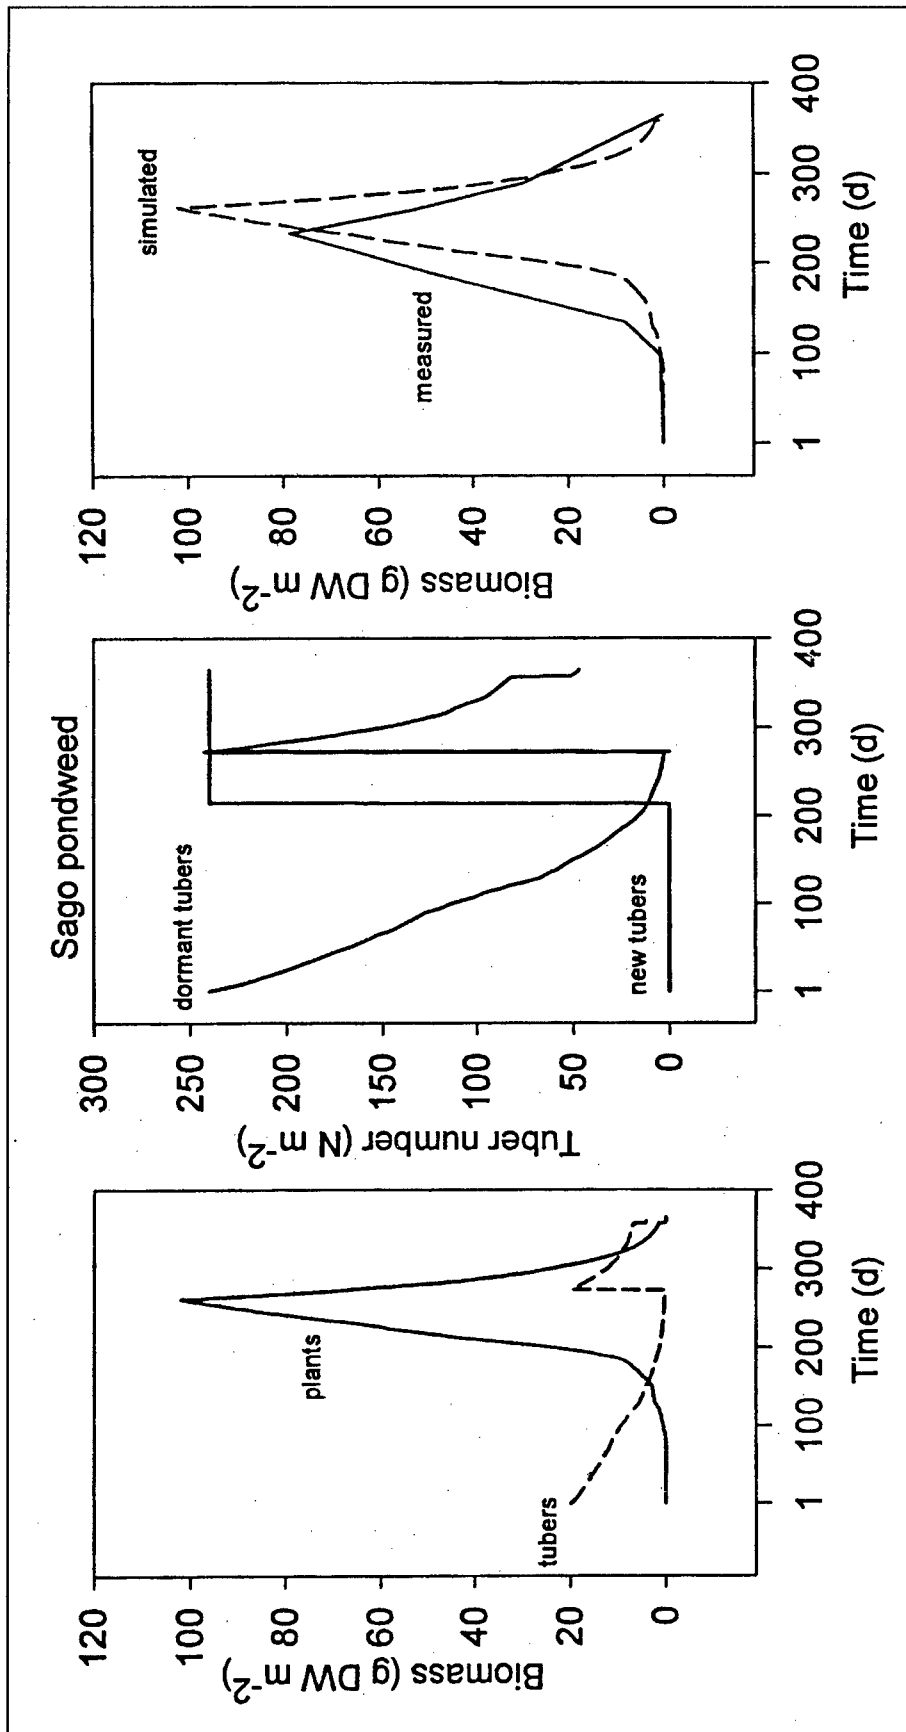 Sago pondweed
Biomass (g DW m-2)
120
100
80
60
40
20
0
plants
tubers
1
100
200
300
400
Time (d)
Tuber number (N m-2)
300
250
200
150
100
50
0
dormant tubers
new tubers
1
100
200
300
400
Time (d)
Biomass (g DW m-2)
120
100
80
60
40
20
0
simulated
measured
1
100
200
300
400
Time (d)